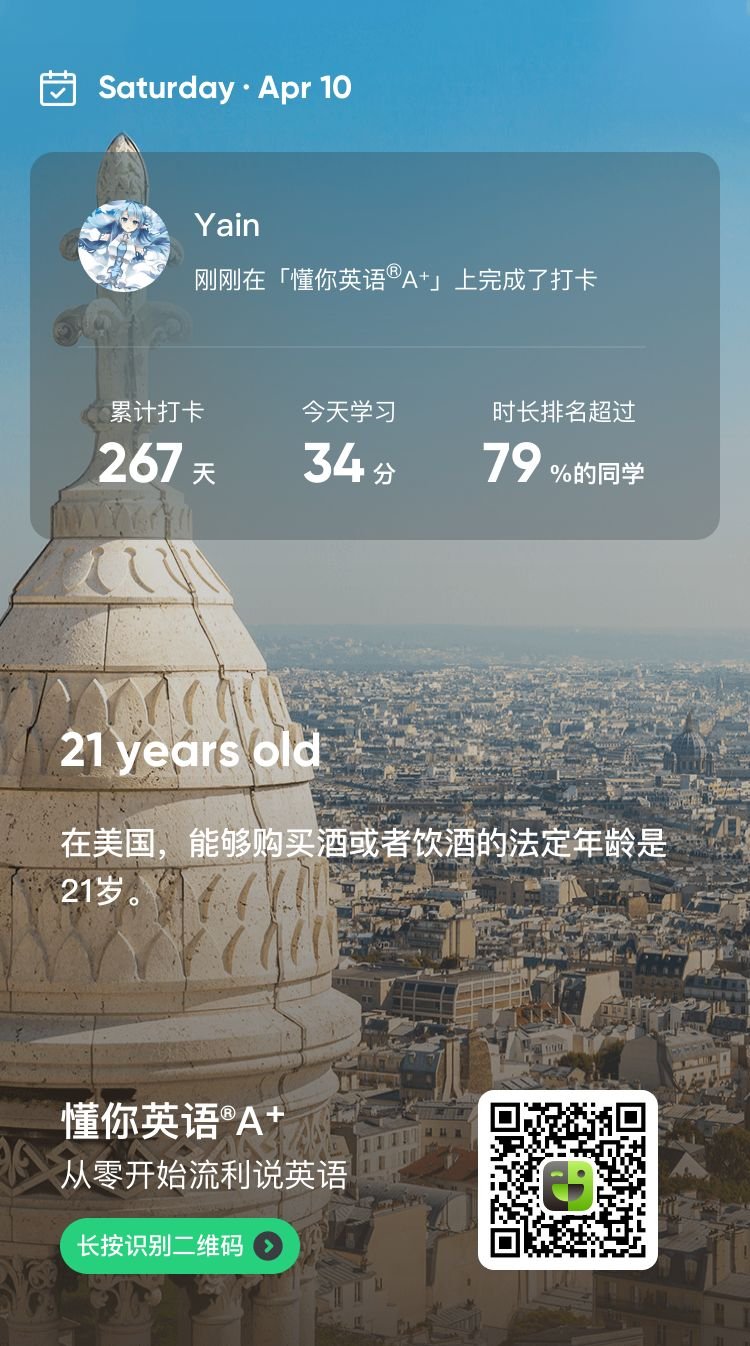 Saturday · Apr 10
Yain
刚刚在「懂你英语®A⁺」上完成了打卡
累计打卡 今天学习 时长排名超过
267 天 34 分 79 %的同学
21 years old
在美国，能够购买酒或者饮酒的法定年龄是
21岁。
懂你英语®A⁺
从零开始流利说英语
长按识别二维码